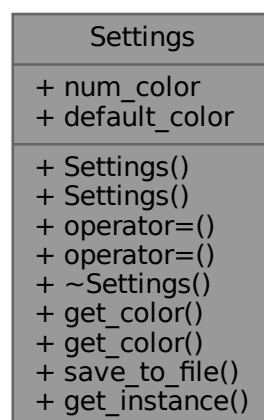 Settings
+ num_color
+ default_color
+ Settings()
+ Settings()
+ operator=()
+ operator=()
+ ~Settings()
+ get_color()
+ get_color()
+ save_to_file()
+ get_instance()